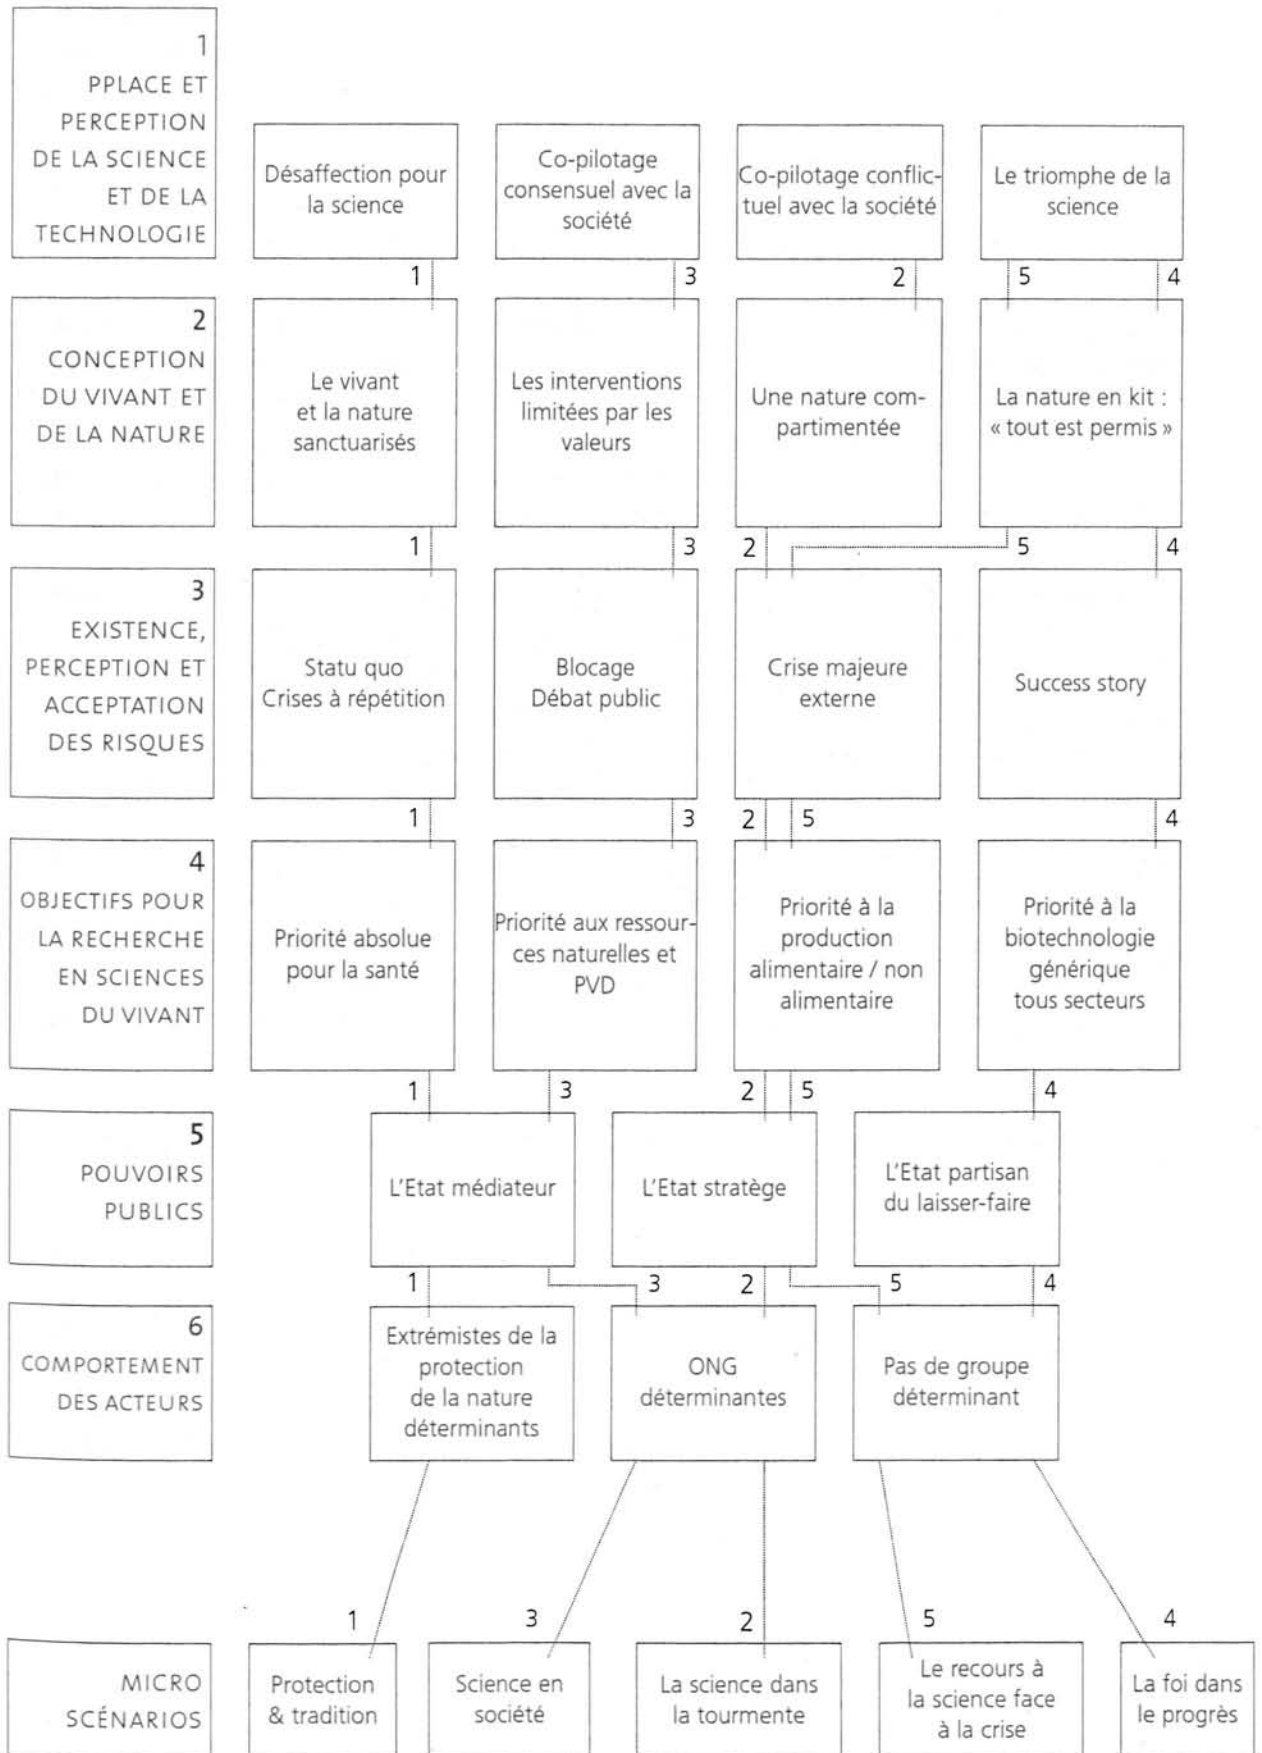 1
PPLACE ET
PERCEPTION
DE LA SCIENCE
ET DE LA
TECHNOLOGIE
Désaffection pour
la science
Co-pilotage
consensuel avec la
société
Co-pilotage conflic-
tuel avec la société
Le triomphe de la
science
1
3
2
5
4
2
CONCEPTION
DU VIVANT ET
DE LA NATURE
Le vivant
et la nature
sanctuarisés
Les interventions
limitées par les
valeurs
Une nature com-
partimentée
La nature en kit :
« tout est permis »
1
3
2
5
4
3
EXISTENCE,
PERCEPTION ET
ACCEPTATION
DES RISQUES
Statu quo
Crises à répétition
Blocage
Débat public
Crise majeure
externe
Success story
1
3
2
5
4
4
OBJECTIFS POUR
LA RECHERCHE
EN SCIENCES
DU VIVANT
Priorité absolue
pour la santé
Priorité aux ressour-
ces naturelles et
PVD
Priorité à la
production
alimentaire / non
alimentaire
Priorité à la
biotechnologie
générique
tous secteurs
1
3
2
5
4
5
POUVOIRS
PUBLICS
L'Etat médiateur
L'Etat stratège
L'Etat partisan
du laisser-faire
1
3
2
5
4
6
COMPORTEMENT
DES ACTEURS
Extrémistes de la
protection
de la nature
déterminants
ONG
déterminantes
Pas de groupe
déterminant
1
3
2
5
4
MICRO
SCÉNARIOS
Protection
& tradition
Science en
société
La science dans
la tourmente
Le recours à
la science face
à la crise
La foi dans
le progrès